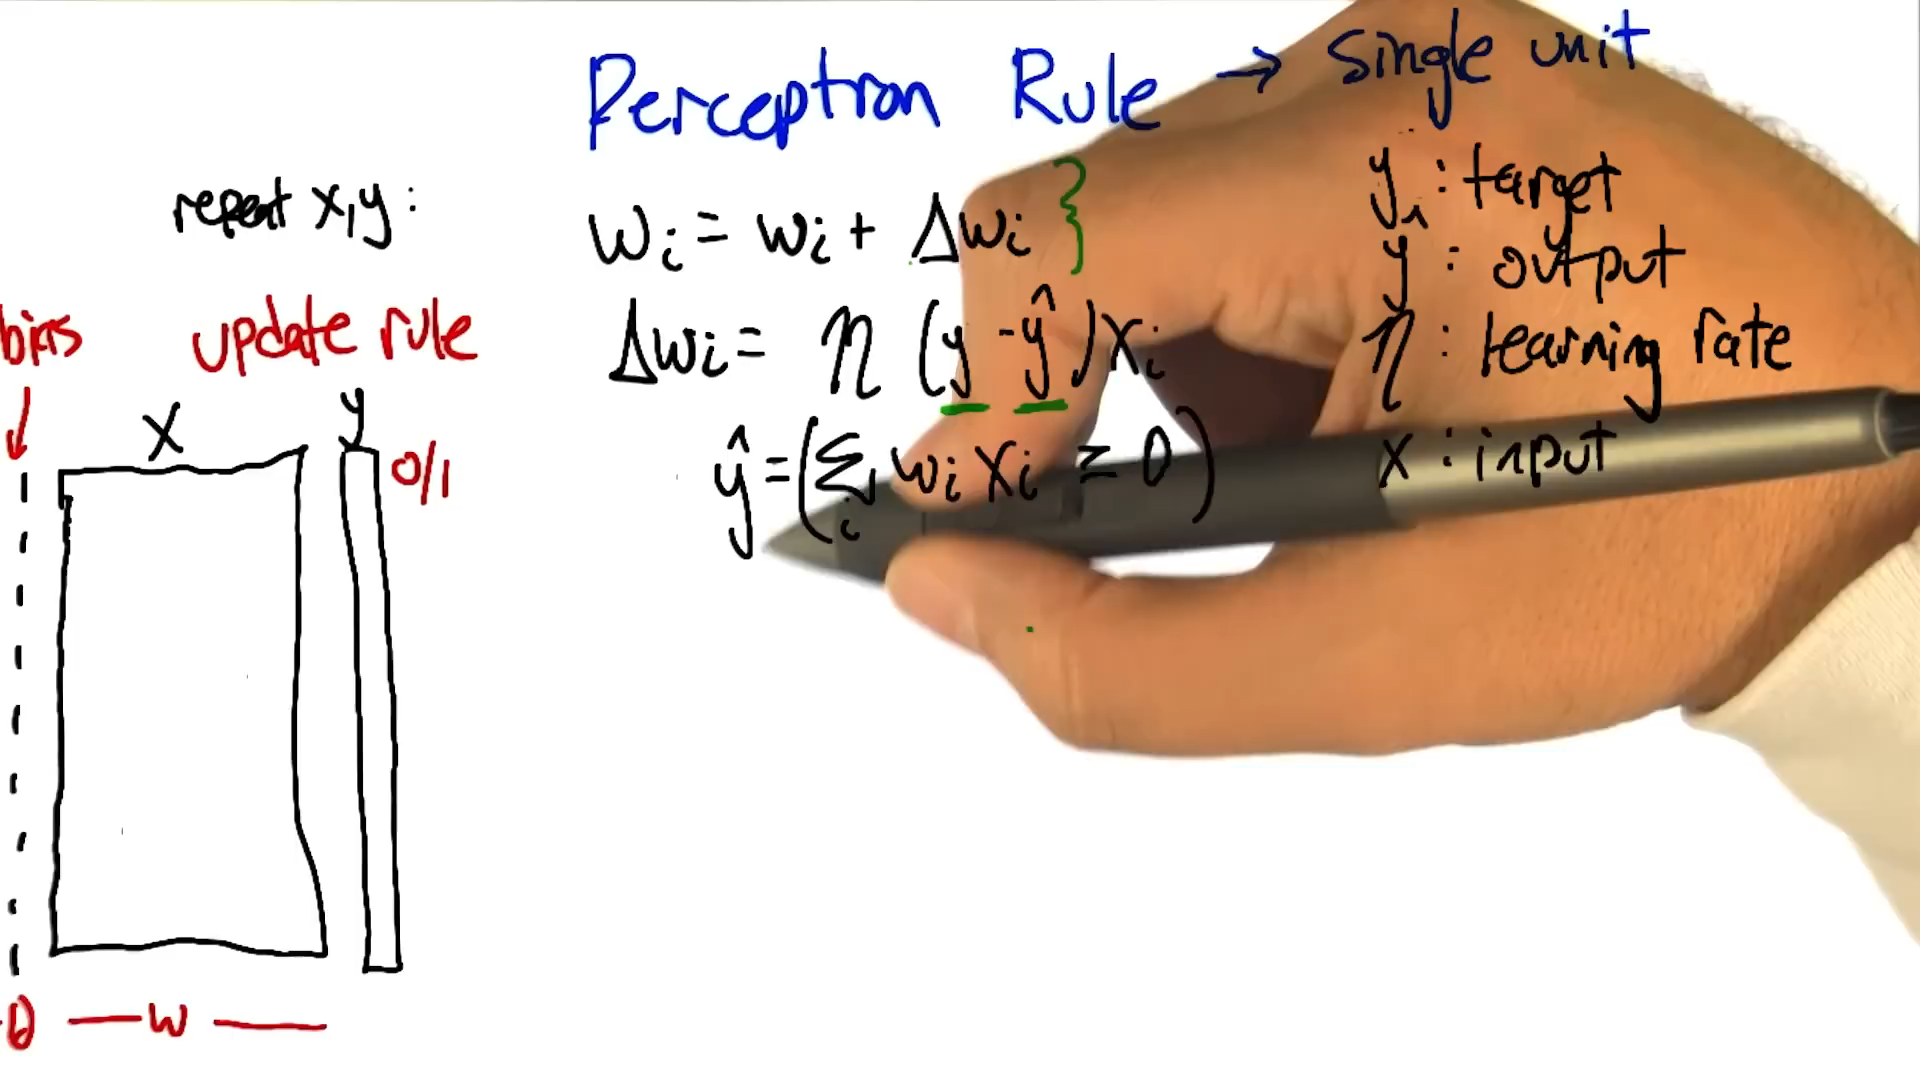 Perceptron Rule → single unit
repeat x,y:
bias
update rule
X
y
0/1
θ
w
wᵢ = wᵢ + Δwᵢ }
Δwᵢ = η (y - ŷ) xᵢ
ŷ = (∑ᵢ wᵢ xᵢ ≥ 0)
y : target
ŷ : output
η : learning rate
x : input